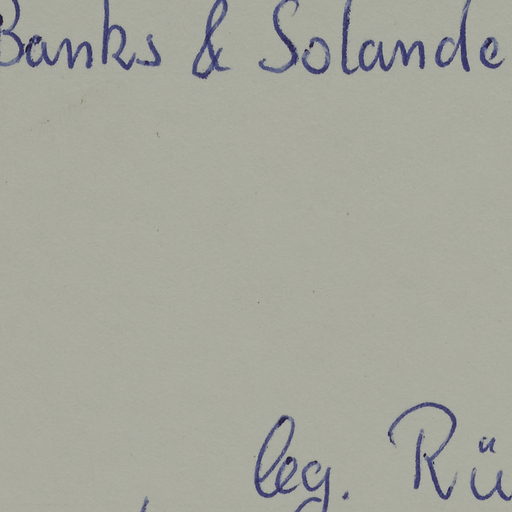 Banks & Solande
leg. Rü